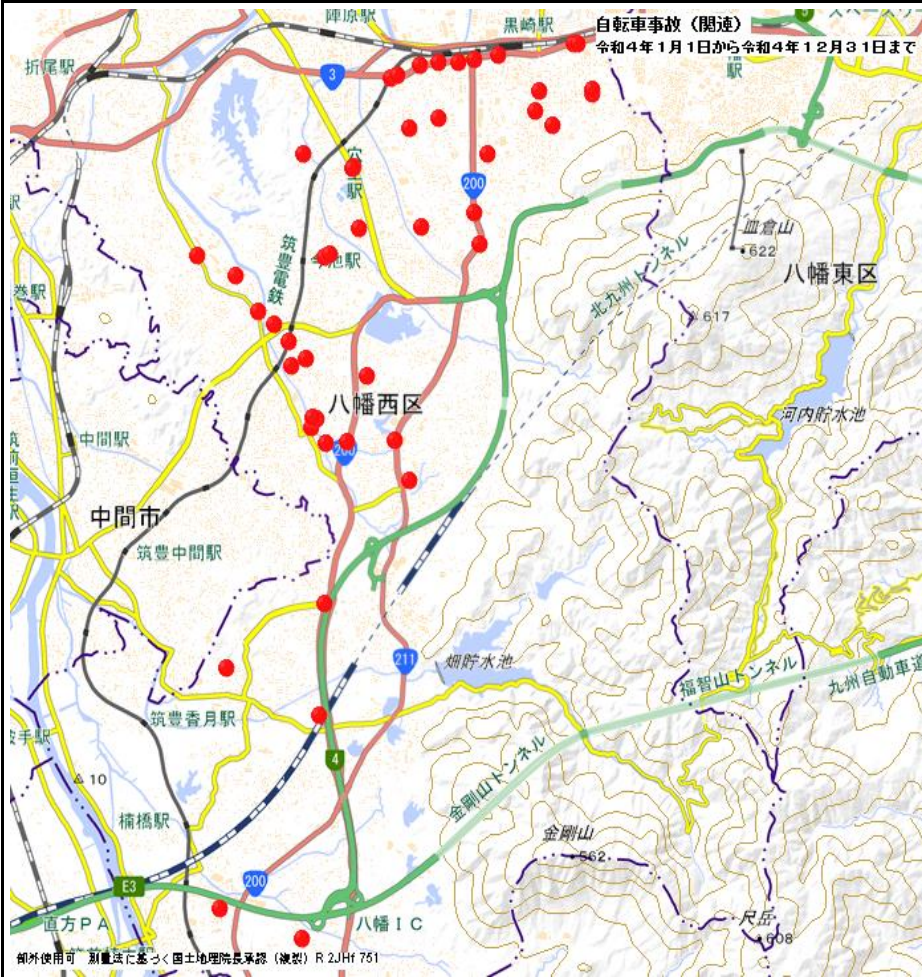 陣原駅
黒崎駅
自転車事故（関連）
令和4年1月1日から令和4年12月31日まで
折尾駅
3
5
穴生駅
200
皿倉山
622
筑豊電鉄
今池駅
北九州トンネル
八幡東区
617
八幡西区
河内貯水池
中間駅
200
中間市
筑豊中間駅
211
畑貯水池
福智山トンネル
九州自動車道
筑豊香月駅
4
10
金剛山トンネル
楠橋駅
金剛山
562
200
E3
尺岳
608
直方PA
八幡IC
部外使用可 測量法に基づく国土地理院長承認（複製）R 2JHf 751